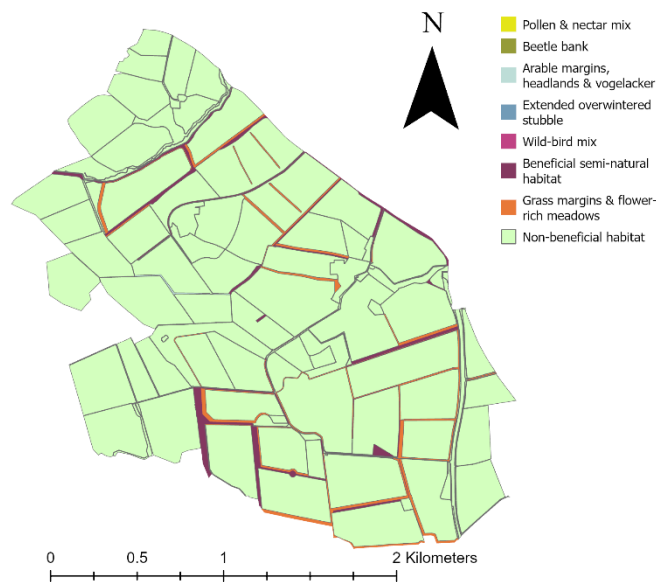 N
Pollen & nectar mix
Beetle bank
Arable margins,
headlands & vogelacker
Extended overwintered
stubble
Wild-bird mix
Beneficial semi-natural
habitat
Grass margins & flower-
rich meadows
Non-beneficial habitat
0 0.5 1 2 Kilometers